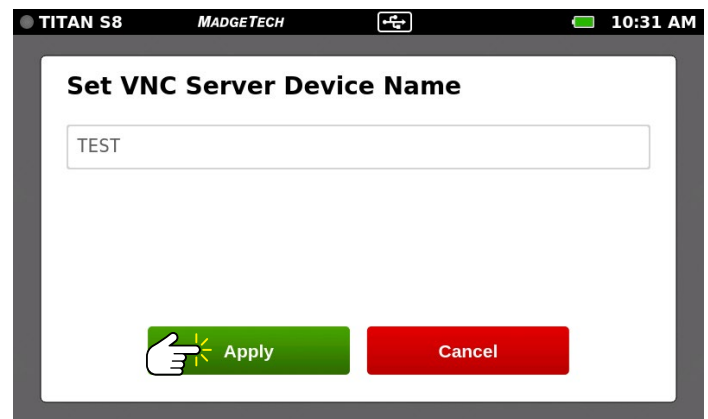 TITAN S8 MADGETECH 10:31 AM
Set VNC Server Device Name
TEST
Apply Cancel